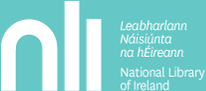 nli
Leabharlann
Náisiúnta
na hÉireann
National Library
of Ireland